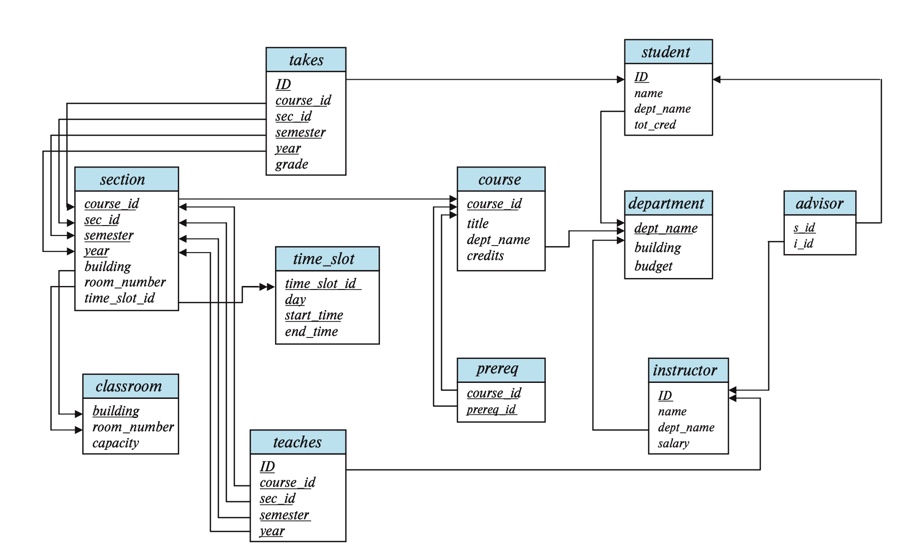 takes
ID
course_id
sec_id
semester
year
grade
student
ID
name
dept_name
tot_cred
section
course_id
sec_id
semester
year
building
room_number
time_slot_id
course
course_id
title
dept_name
credits
department
dept_name
building
budget
advisor
s_id
i_id
time_slot
time_slot_id
day
start_time
end_time
prereq
course_id
prereq_id
instructor
ID
name
dept_name
salary
classroom
building
room_number
capacity
teaches
ID
course_id
sec_id
semester
year